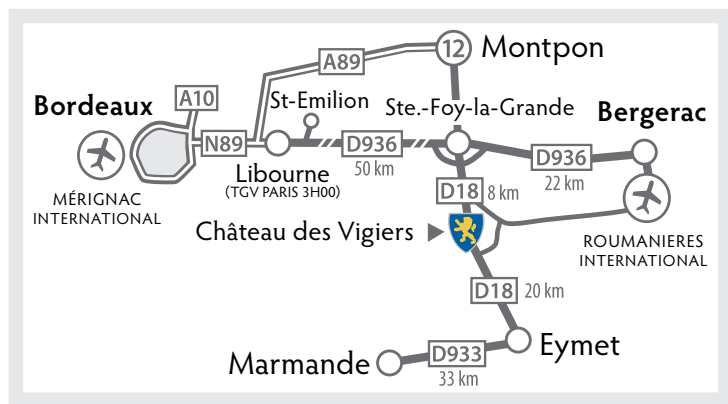 12 Montpon
A89
A10
St-Emilion
Bordeaux
Ste.-Foy-la-Grande
Bergerac
N89
D936
50 km
D936
22 km
Libourne
(TGV PARIS 3H00)
D18 8 km
MÉRIGNAC
INTERNATIONAL
Château des Vigiers
ROUMANIERES
INTERNATIONAL
D18 20 km
Eymet
Marmande
D933
33 km